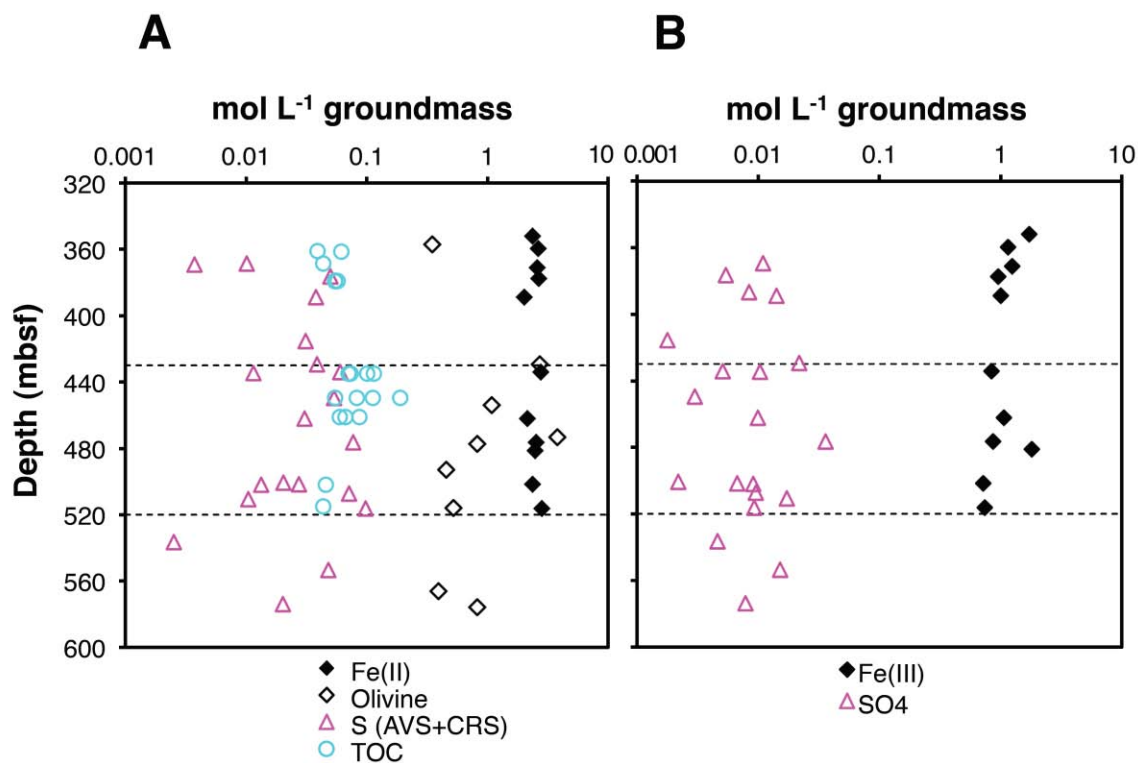 A
B
mol L-1 groundmass
mol L-1 groundmass
0.001 0.01 0.1 1 10
0.001 0.01 0.1 1 10
Depth (mbsf)
320
360
400
440
480
520
560
600
Fe(II)
Olivine
S (AVS+CRS)
TOC
Fe(III)
SO4